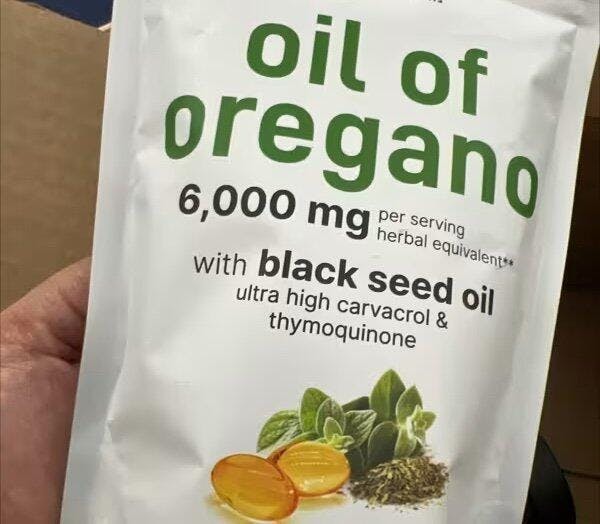 oil of
oregano
6,000 mg per serving
herbal equivalent**
with black seed oil
ultra high carvacrol &
thymoquinone